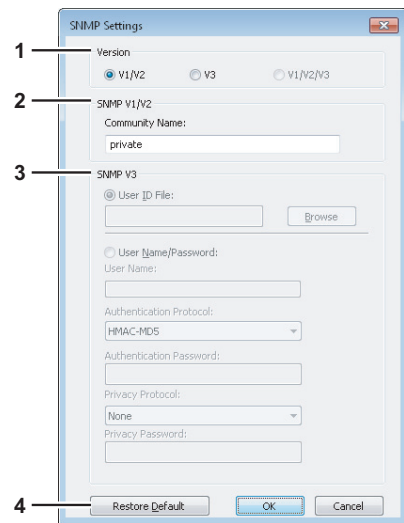 SNMP Settings
1
Version
V1/V2
V3
V1/V2/V3
2
SNMP V1/V2
Community Name:
private
3
SNMP V3
User ID File:
Browse
User Name/Password:
User Name:
Authentication Protocol:
HMAC-MD5
Authentication Password:
Privacy Protocol:
None
Privacy Password:
4
Restore Default
OK
Cancel